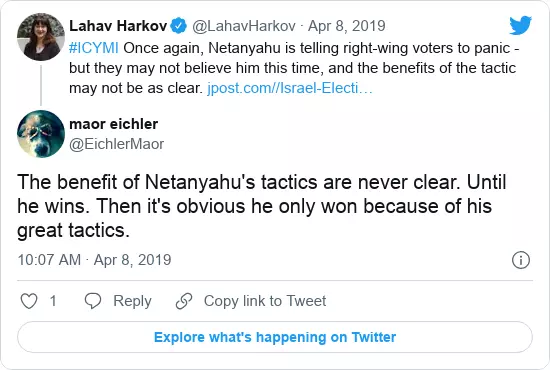 Lahav Harkov @LahavHarkov · Apr 8, 2019
#ICYMI Once again, Netanyahu is telling right-wing voters to panic -
but they may not believe him this time, and the benefits of the tactic
may not be as clear. jpost.com//Israel-Electi…
maor eichler
@EichlerMaor
The benefit of Netanyahu's tactics are never clear. Until
he wins. Then it's obvious he only won because of his
great tactics.
10:07 AM · Apr 8, 2019
1 Reply Copy link to Tweet
Explore what's happening on Twitter